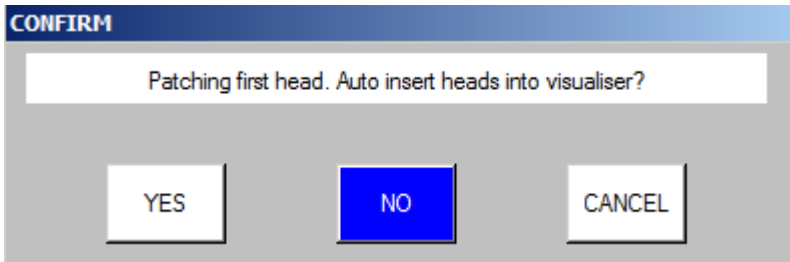 CONFIRM
Patching first head. Auto insert heads into visualiser?
YES NO CANCEL